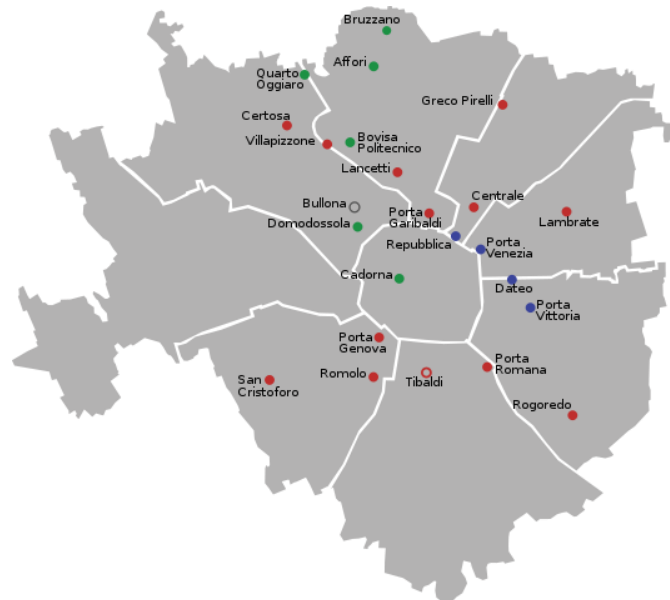 Bruzzano
Affori
Quarto
Oggiaro
Greco Pirelli
Certosa
Villapizzone
Bovisa
Politecnico
Lancetti
Bullona
Centrale
Porta
Garibaldi
Lambrate
Domodossola
Repubblica
Porta
Venezia
Cadorna
Dateo
Porta
Vittoria
Porta
Genova
Porta
Romana
San
Cristoforo
Romolo
Tibaldi
Rogoredo